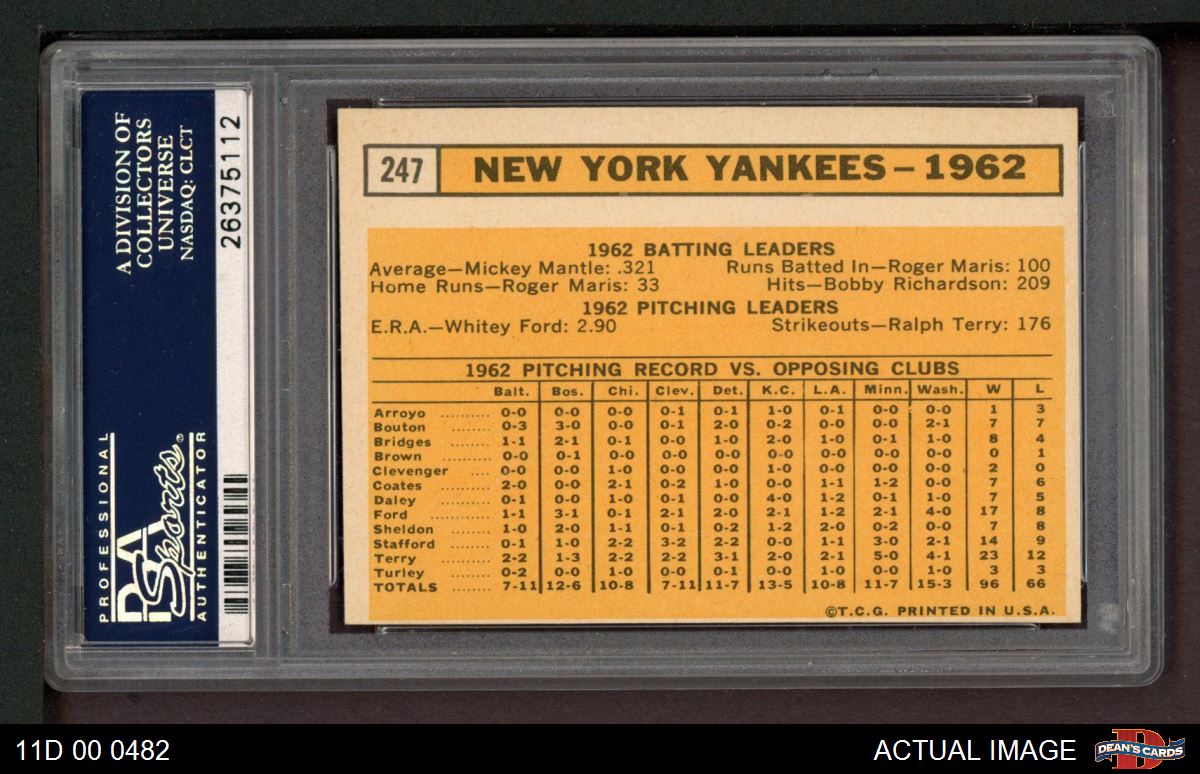 A DIVISION OF
COLLECTORS
UNIVERSE
NASDAQ: CLCT
26375112
PROFESSIONAL
PSA
Sports®
AUTHENTICATOR
247 NEW YORK YANKEES – 1962
1962 BATTING LEADERS
Average—Mickey Mantle: .321 Runs Batted In—Roger Maris: 100
Home Runs—Roger Maris: 33 Hits—Bobby Richardson: 209
1962 PITCHING LEADERS
E.R.A.—Whitey Ford: 2.90 Strikeouts—Ralph Terry: 176
1962 PITCHING RECORD VS. OPPOSING CLUBS
Balt. Bos. Chi. Clev. Det. K.C. L.A. Minn. Wash. W L
Arroyo ........ 0-0 0-0 0-0 0-1 0-1 1-0 0-1 0-0 0-0 1 3
Bouton ........ 0-3 3-0 0-0 0-1 2-0 0-2 0-0 0-0 2-1 7 7
Bridges ........ 1-1 2-1 0-1 0-0 1-0 2-0 1-0 0-1 1-0 8 4
Brown ........ 0-0 0-1 0-0 0-0 0-0 0-0 0-0 0-0 0-0 0 1
Clevenger .... 0-0 0-0 1-0 0-0 0-0 1-0 0-0 0-0 0-0 2 0
Coates ........ 2-0 0-0 2-1 0-2 1-0 0-0 1-1 1-2 0-0 7 6
Daley ........ 0-1 0-0 1-0 0-0 0-0 4-0 1-2 0-1 1-0 7 5
Ford ........ 1-1 3-1 0-1 2-1 2-0 2-1 1-2 2-1 4-0 17 8
Sheldon ........ 1-0 2-0 1-1 0-1 0-2 1-2 2-0 0-2 0-0 7 8
Stafford ........ 0-1 1-0 2-2 3-2 2-2 0-0 1-1 3-0 2-1 14 9
Terry ........ 2-2 1-3 2-2 2-2 3-1 2-0 2-1 5-0 4-1 23 12
Turley ........ 0-2 0-0 1-0 0-0 0-1 0-0 1-0 0-0 1-0 3 3
TOTALS ........ 7-11 12-6 10-8 7-11 11-7 13-5 10-8 11-7 15-3 96 66
©T.C.G. PRINTED IN U.S.A.
11D 00 0482 ACTUAL IMAGE DEAN'S CARDS